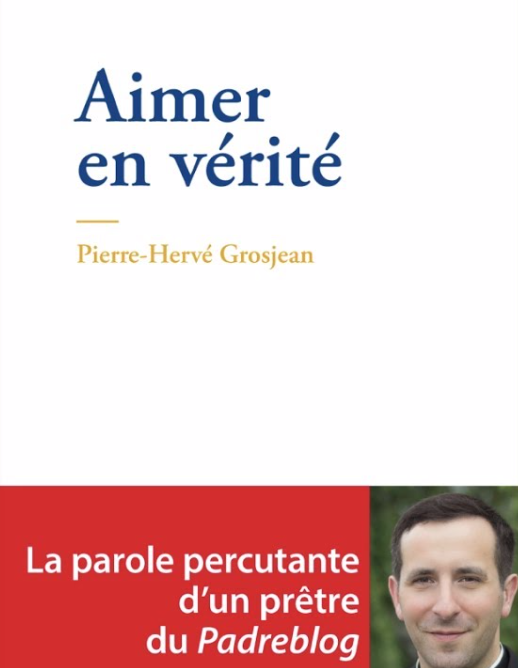 Aimer
en vérité
Pierre-Hervé Grosjean
La parole percutante
d'un prêtre
du Padreblog